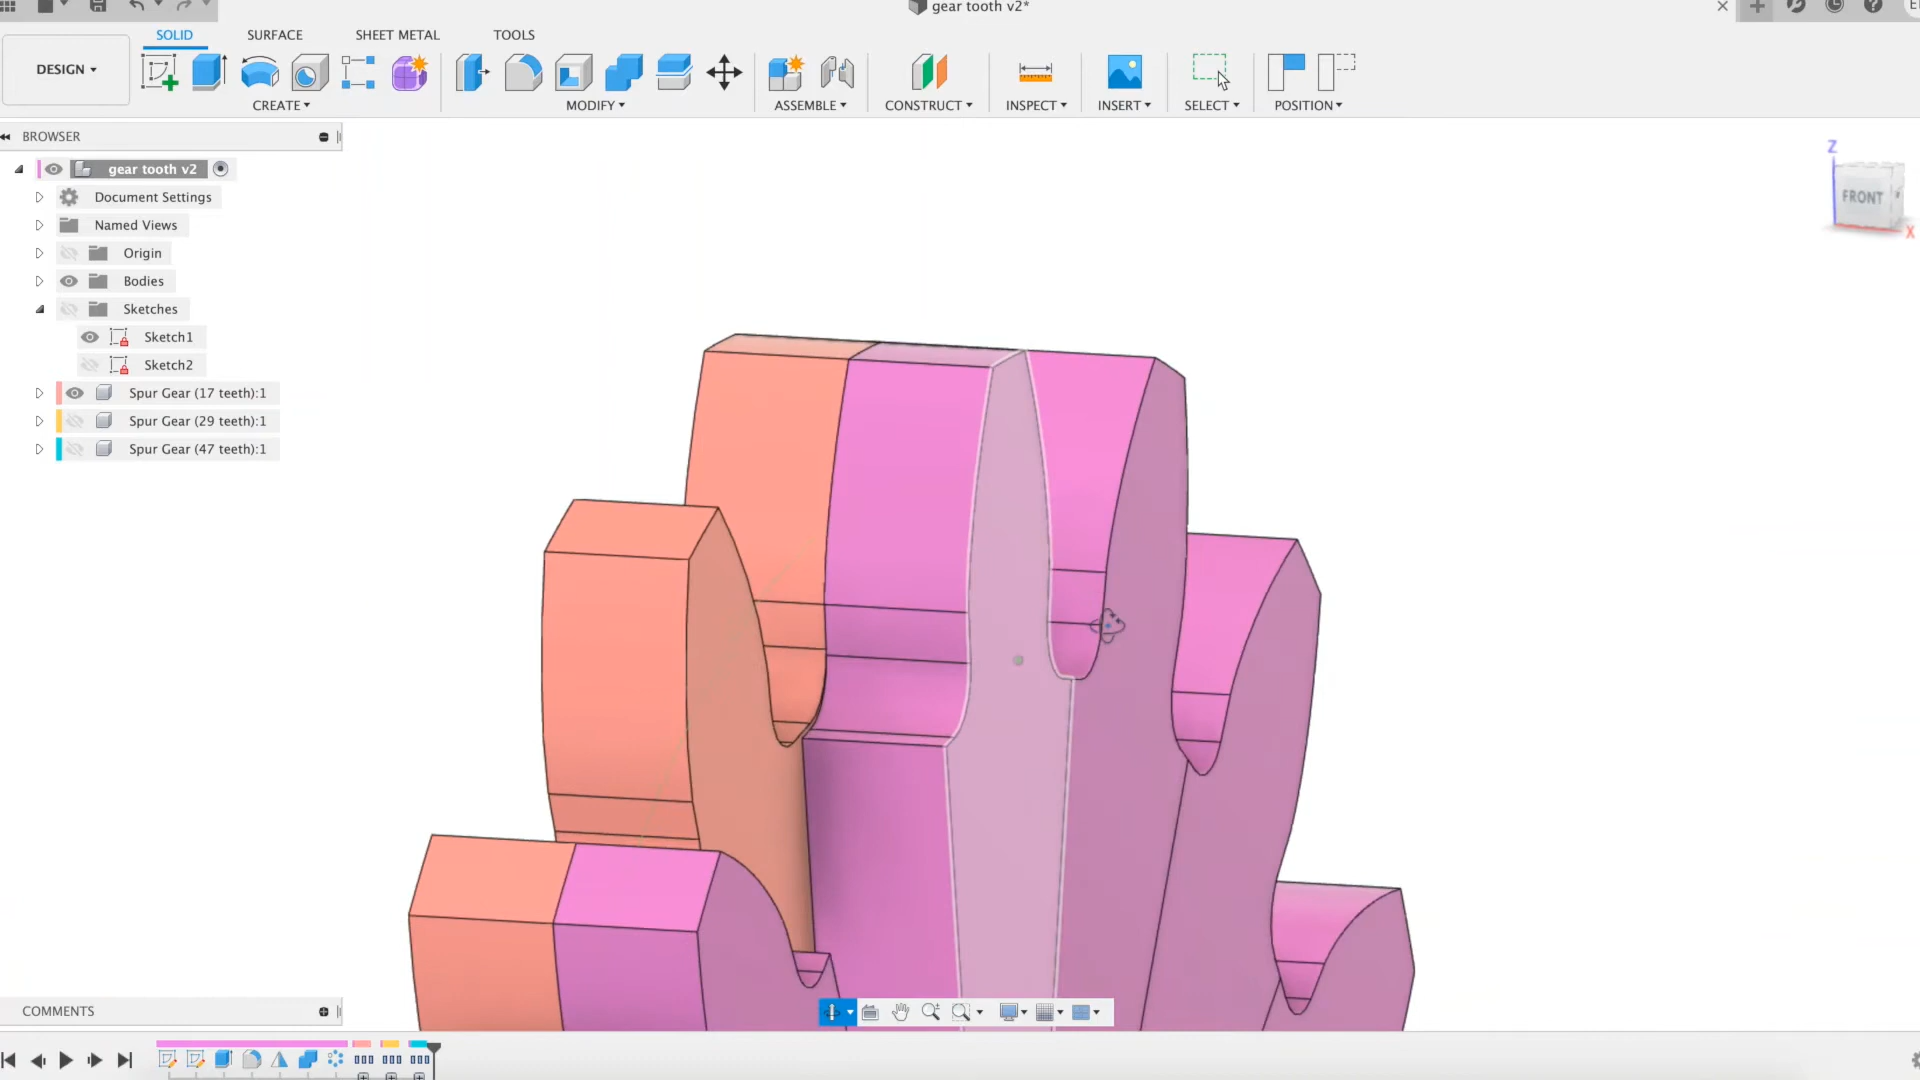 gear tooth v2*
SOLID SURFACE SHEET METAL TOOLS
DESIGN
CREATE MODIFY ASSEMBLE CONSTRUCT INSPECT INSERT SELECT POSITION
BROWSER
gear tooth v2
Document Settings
Named Views
Origin
Bodies
Sketches
Sketch1
Sketch2
Spur Gear (17 teeth):1
Spur Gear (29 teeth):1
Spur Gear (47 teeth):1
Z
FRONT
X
COMMENTS